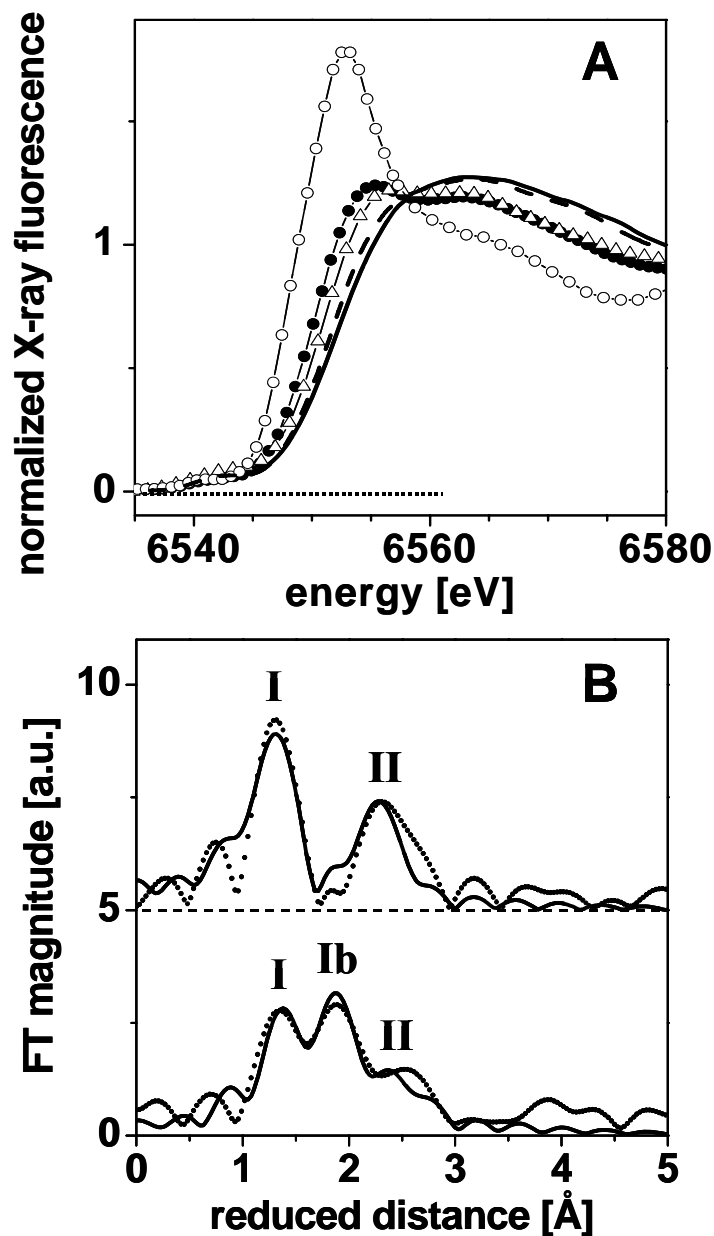 A
normalized X-ray fluorescence
1
0
6540 6560 6580
energy [eV]
B
10
I
II
FT magnitude [a.u.]
5
I Ib II
0
0 1 2 3 4 5
reduced distance [Å]